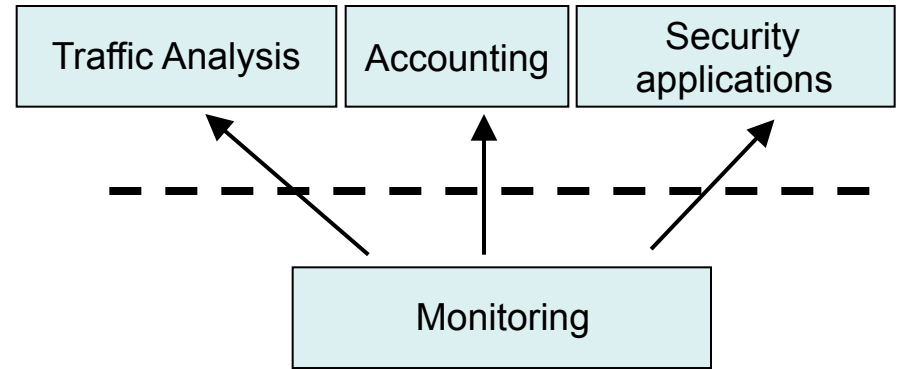 Traffic Analysis
Accounting
Security
applications
Monitoring